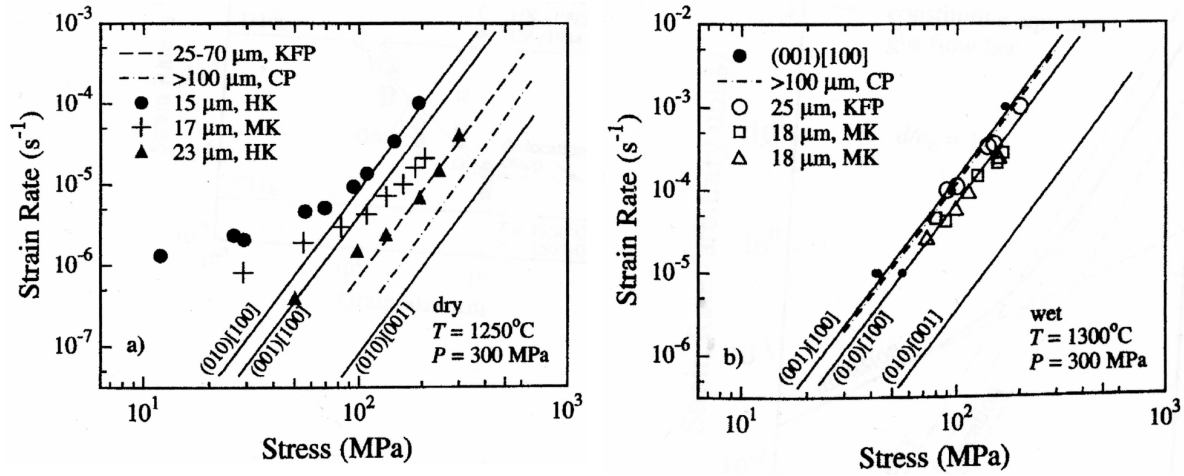 10⁻³
10⁻⁴
10⁻⁵
10⁻⁶
10⁻⁷
Strain Rate (s⁻¹)
25-70 µm, KFP
>100 µm, CP
15 µm, HK
17 µm, MK
23 µm, HK
(010)[100]
(001)[100]
(010)[001]
a)
dry
T = 1250°C
P = 300 MPa
10¹
10²
10³
Stress (MPa)
10⁻²
10⁻³
10⁻⁴
10⁻⁵
10⁻⁶
Strain Rate (s⁻¹)
(001)[100]
>100 µm, CP
25 µm, KFP
18 µm, MK
18 µm, MK
(001)[100]
(010)[100]
(010)[001]
b)
wet
T = 1300°C
P = 300 MPa
10¹
10²
10³
Stress (MPa)